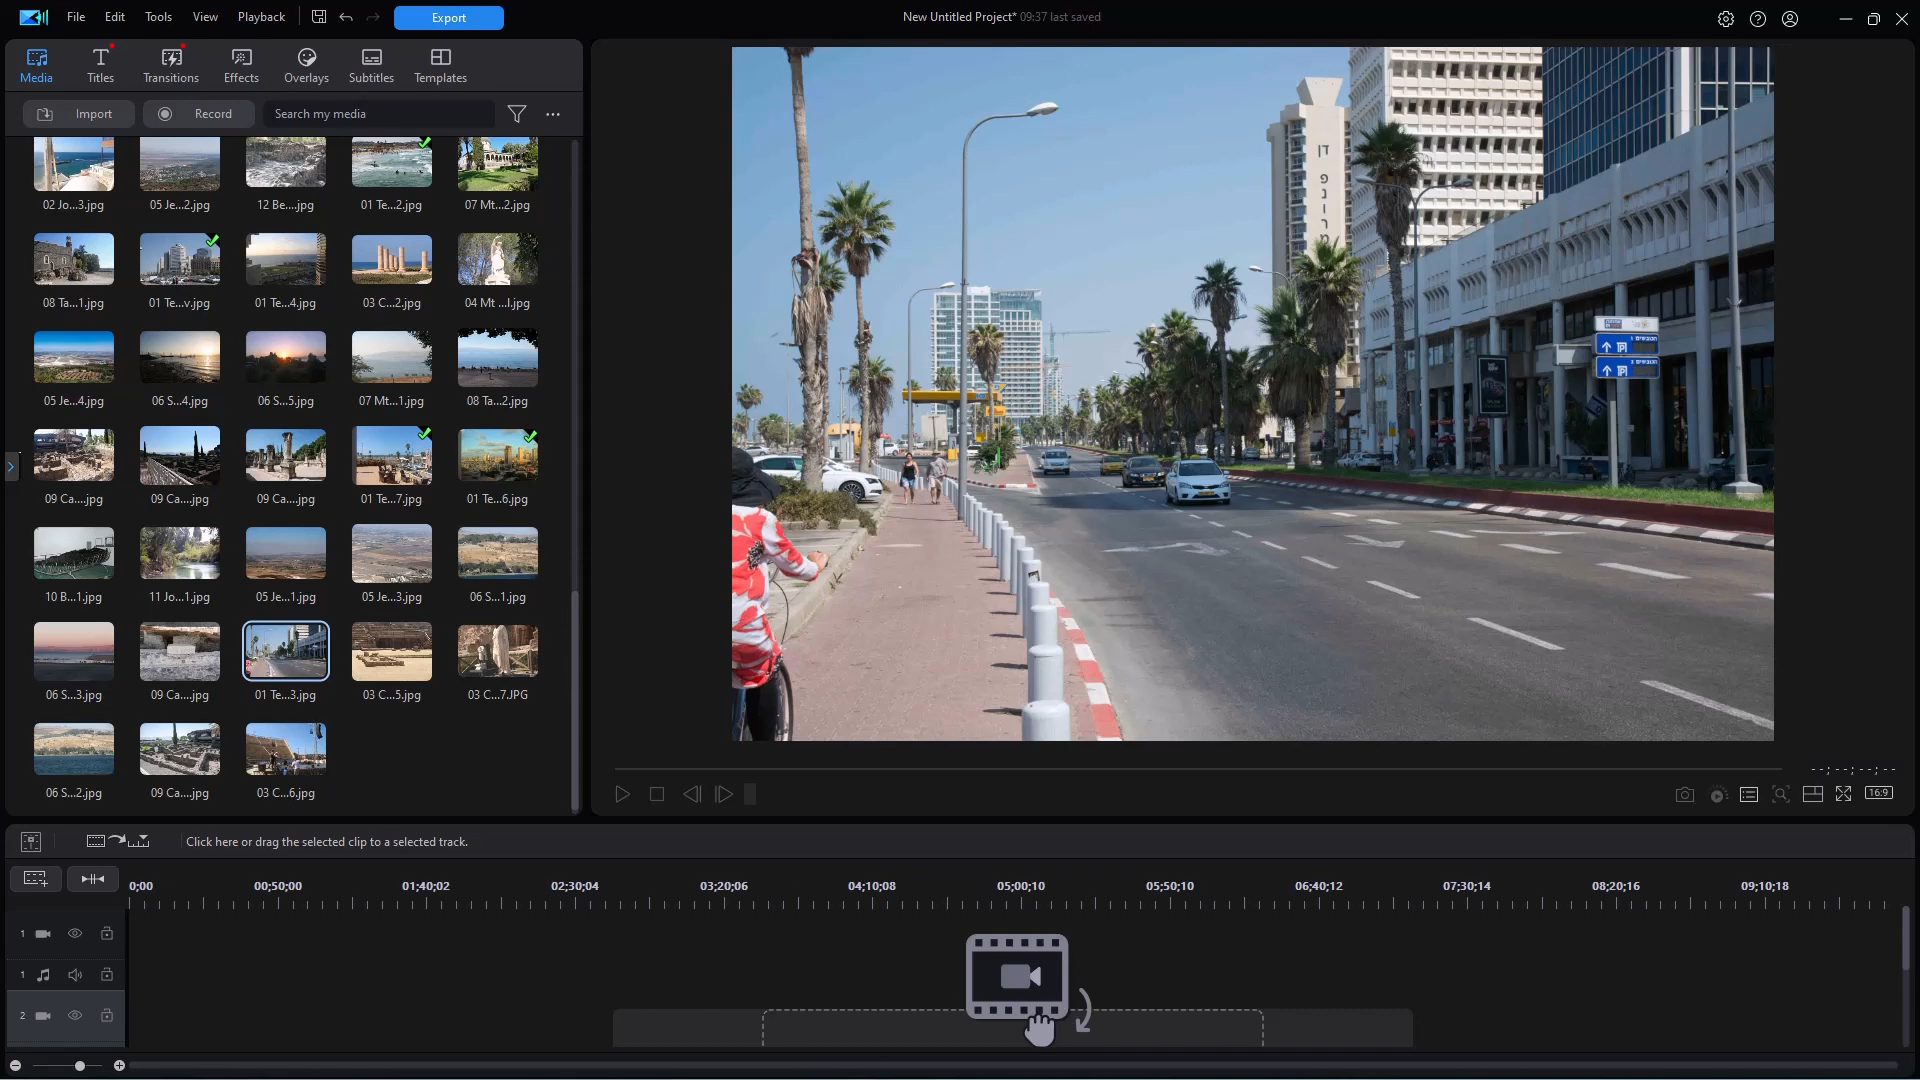 File Edit Tools View Playback Export New Untitled Project* 09:37 last saved
Media Titles Transitions Effects Overlays Subtitles Templates
Import Record Search my media
02 Jo...3.jpg 05 Je...2.jpg 12 Be....jpg 01 Te...2.jpg 07 Mt...2.jpg
08 Ta...1.jpg 01 Te...v.jpg 01 Te...4.jpg 03 C...2.jpg 04 Mt ...l.jpg
05 Je...4.jpg 06 S...4.jpg 06 S...5.jpg 07 Mt...1.jpg 08 Ta...2.jpg
09 Ca....jpg 09 Ca....jpg 09 Ca....jpg 01 Te...7.jpg 01 Te...6.jpg
10 B...1.jpg 11 Jo...1.jpg 05 Je...1.jpg 05 Je...3.jpg 06 S...1.jpg
06 S...3.jpg 09 Ca....jpg 01 Te...3.jpg 03 C...5.jpg 03 C...7.JPG
06 S...2.jpg 09 Ca....jpg 03 C...6.jpg
דן
פנורמה
--;--;--;--
16:9
Click here or drag the selected clip to a selected track.
0;00 00;50;00 01;40;02 02;30;04 03;20;06 04;10;08 05;00;10 05;50;10 06;40;12 07;30;14 08;20;16 09;10;18
1
1
2